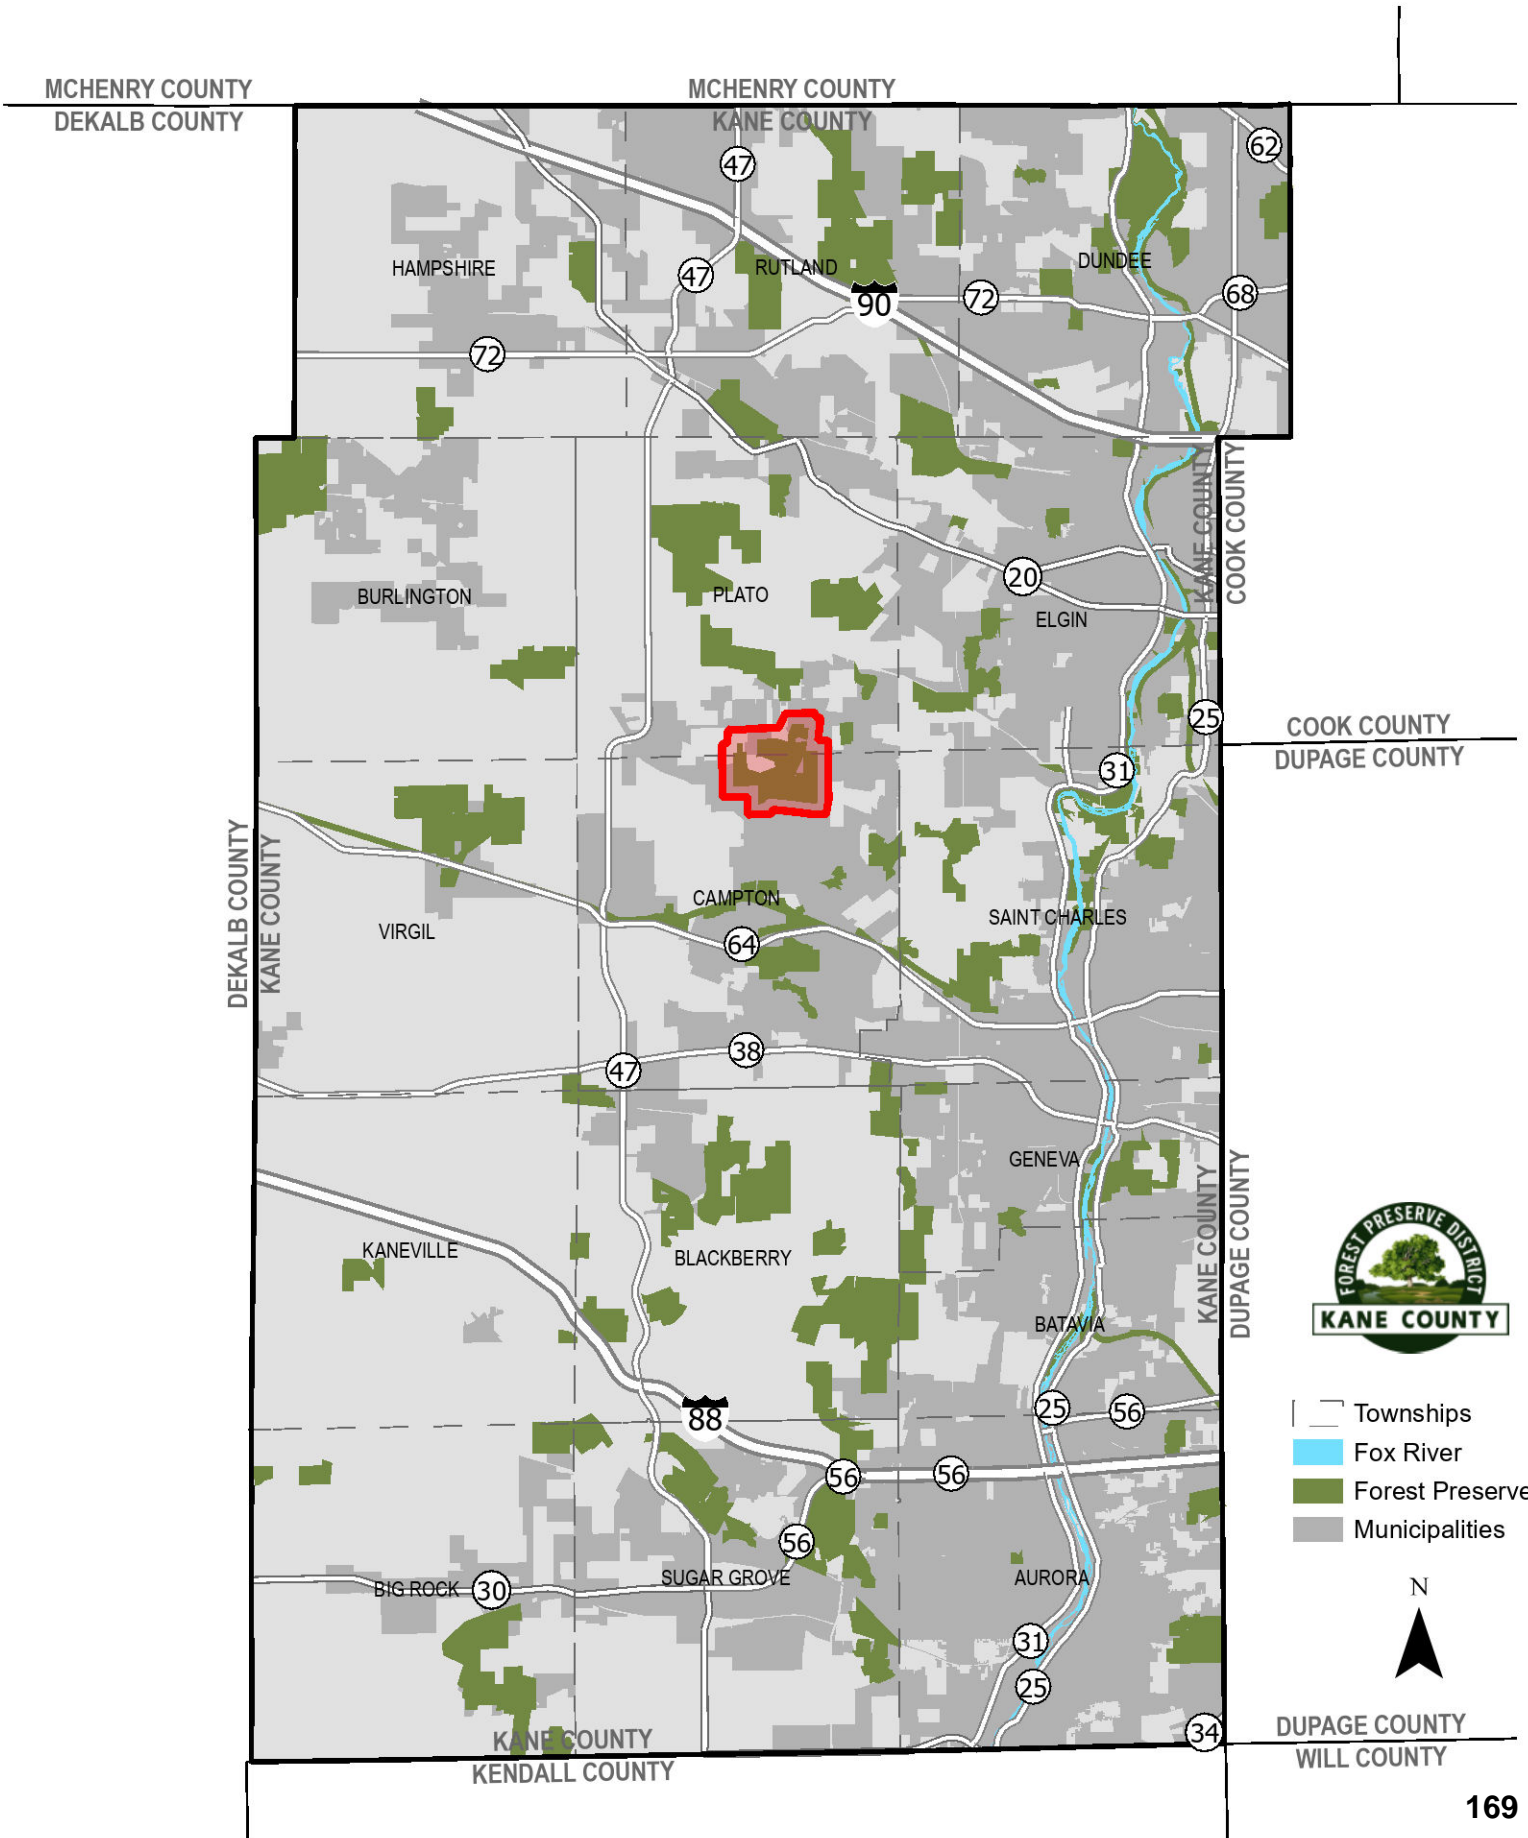 MCHENRY COUNTY
DEKALB COUNTY
MCHENRY COUNTY
KANE COUNTY
62
47
HAMPSHIRE
47
RUTLAND
DUNDEE
90
72
68
72
KANE COUNTY
COOK COUNTY
BURLINGTON
PLATO
20
ELGIN
25
COOK COUNTY
DUPAGE COUNTY
31
DEKALB COUNTY
KANE COUNTY
CAMPTON
VIRGIL
64
SAINT CHARLES
47
38
GENEVA
KANE COUNTY
DUPAGE COUNTY
KANEVILLE
BLACKBERRY
BATAVIA
FOREST PRESERVE DISTRICT
KANE COUNTY
88
25
56
56
56
56
Townships
Fox River
Forest Preserve
Municipalities
BIG ROCK
30
SUGAR GROVE
AURORA
N
31
25
34
KANE COUNTY
KENDALL COUNTY
DUPAGE COUNTY
WILL COUNTY
169